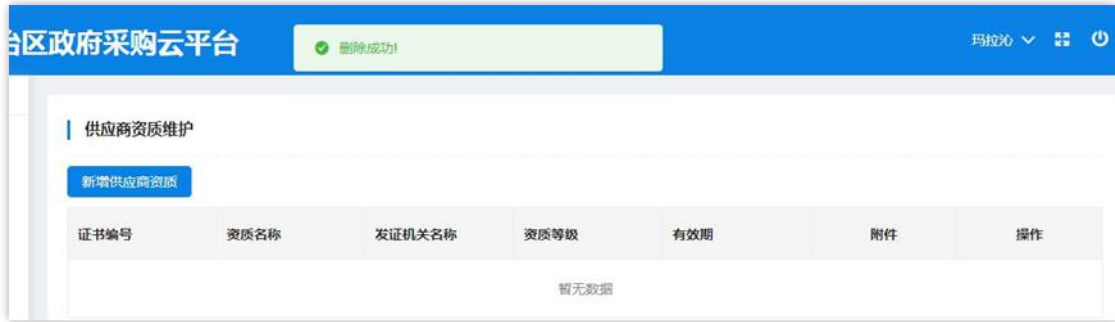 治区政府采购云平台
删除成功!
玛拉沁
供应商资质维护
新增供应商资质
证书编号 资质名称 发证机关名称 资质等级 有效期 附件 操作
暂无数据